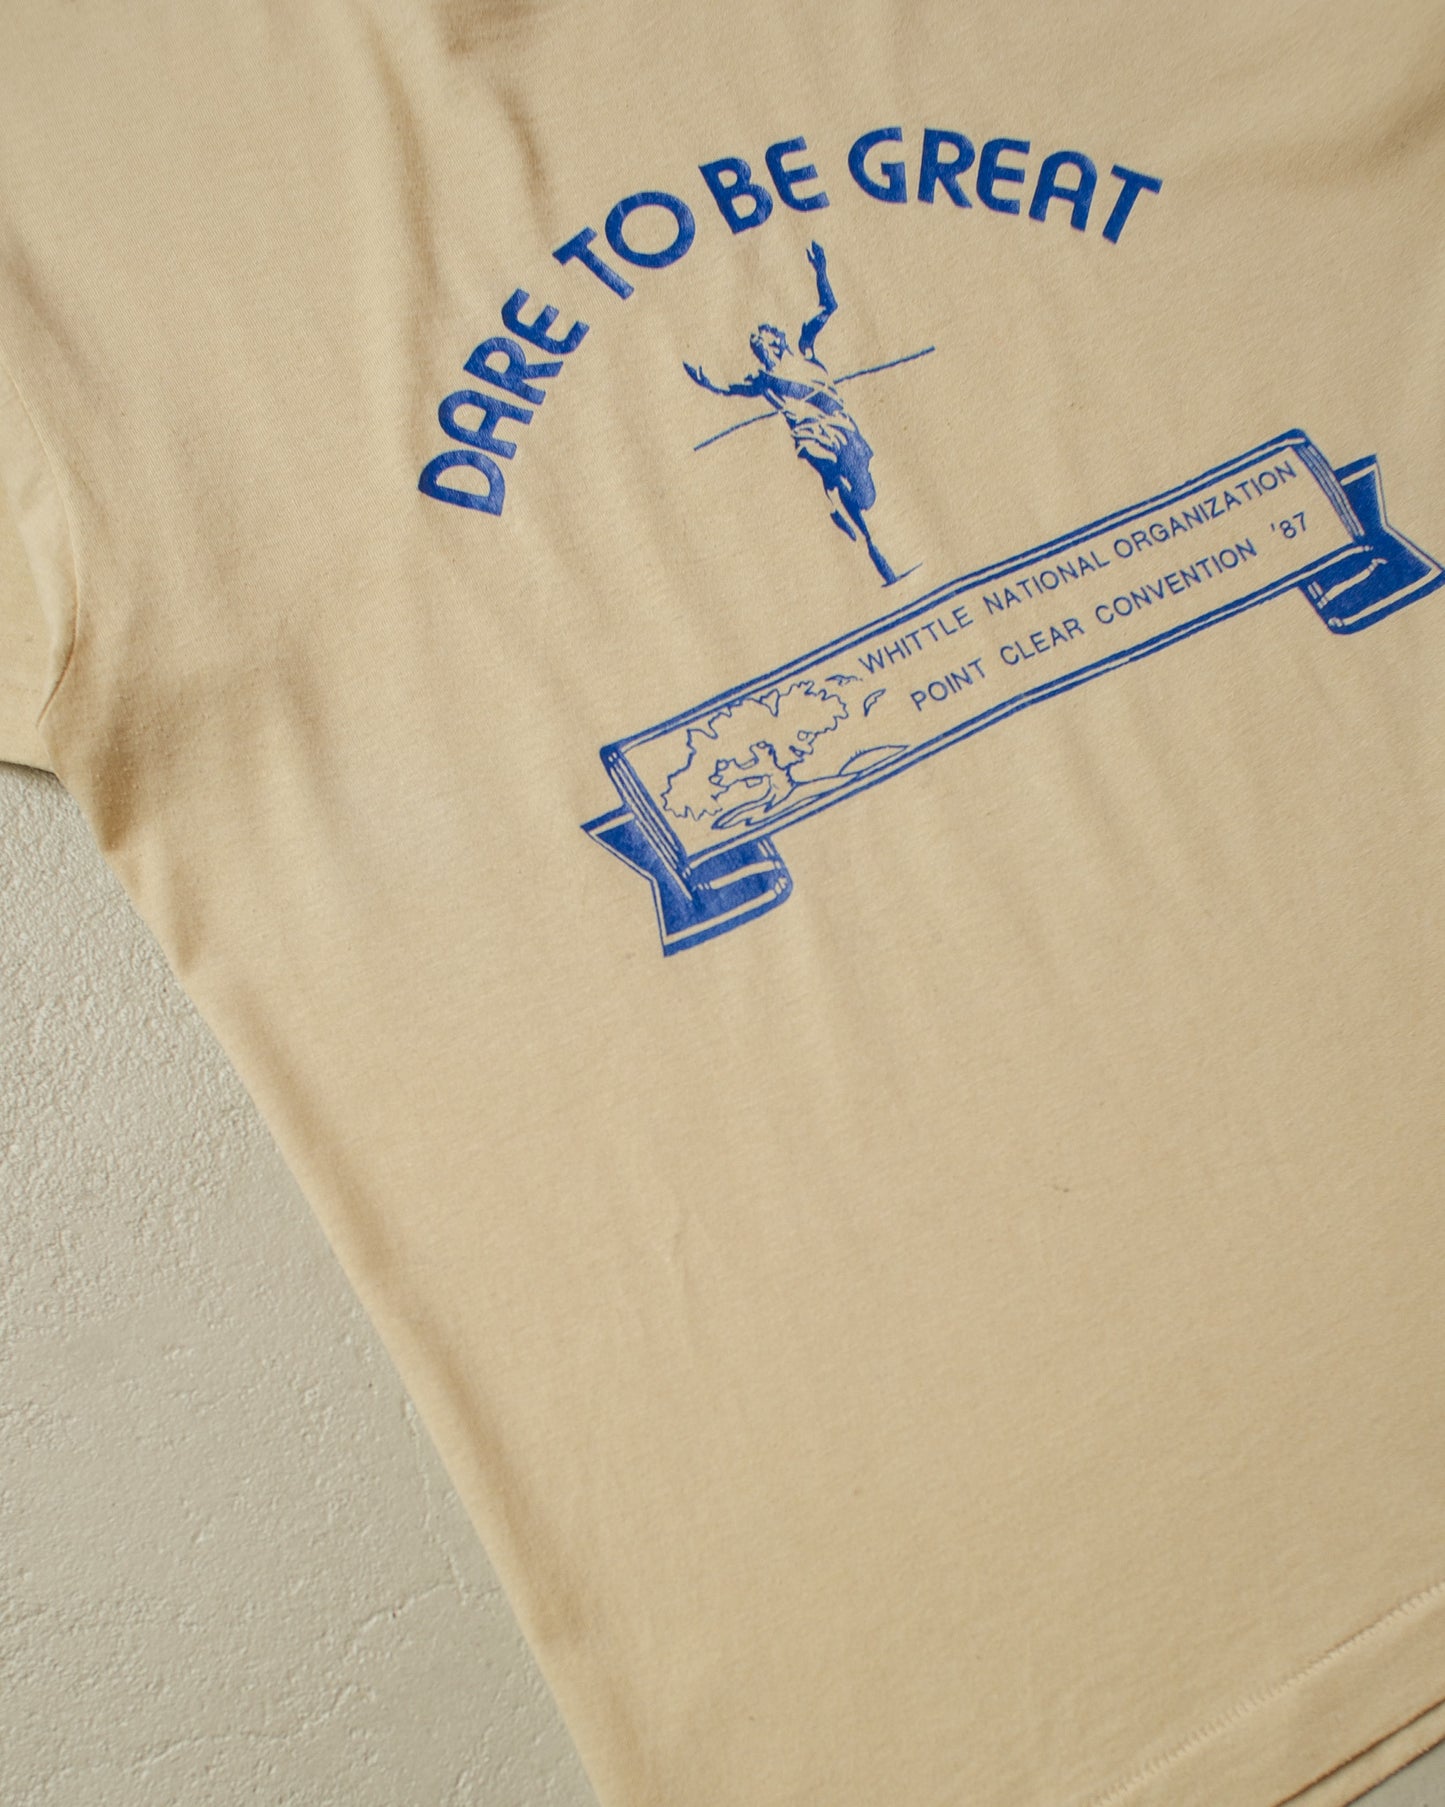 DARE TO BE GREAT
WHITTLE NATIONAL ORGANIZATION
POINT CLEAR CONVENTION '87